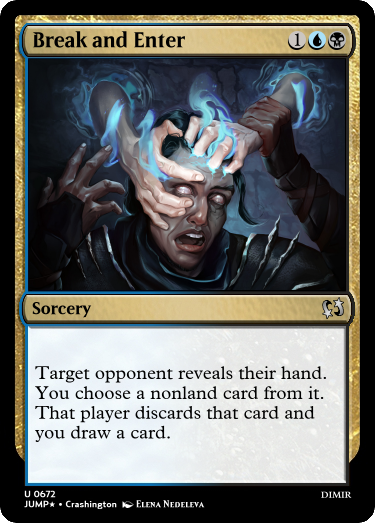 Break and Enter 1
Sorcery
Target opponent reveals their hand.
You choose a nonland card from it.
That player discards that card and
you draw a card.
U 0672 DIMIR
JUMP★ • Crashington Elena Nedeleva